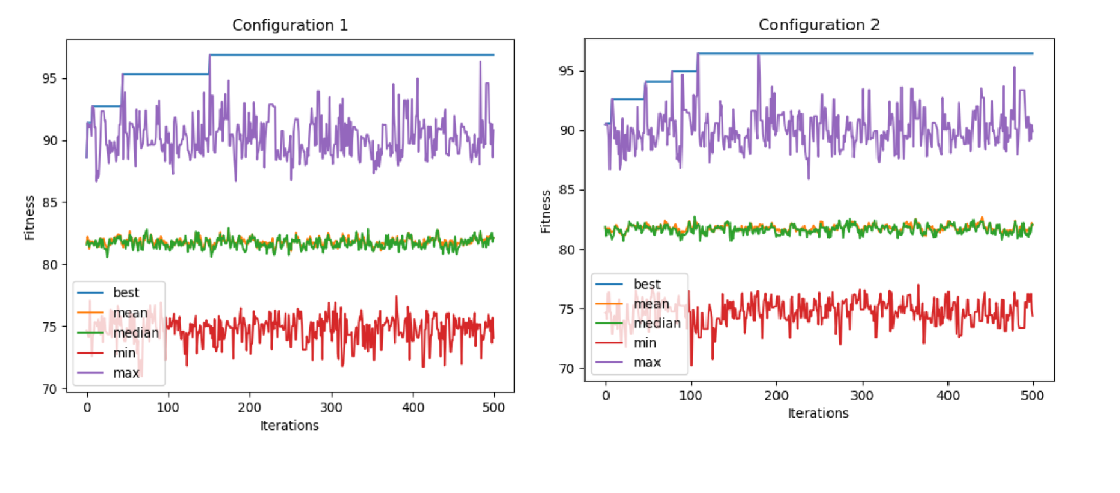 Configuration 1
Fitness
95
90
85
80
75
70
best
mean
median
min
max
0
100
200
300
400
500
Iterations
Configuration 2
Fitness
95
90
85
80
75
70
best
mean
median
min
max
0
100
200
300
400
500
Iterations